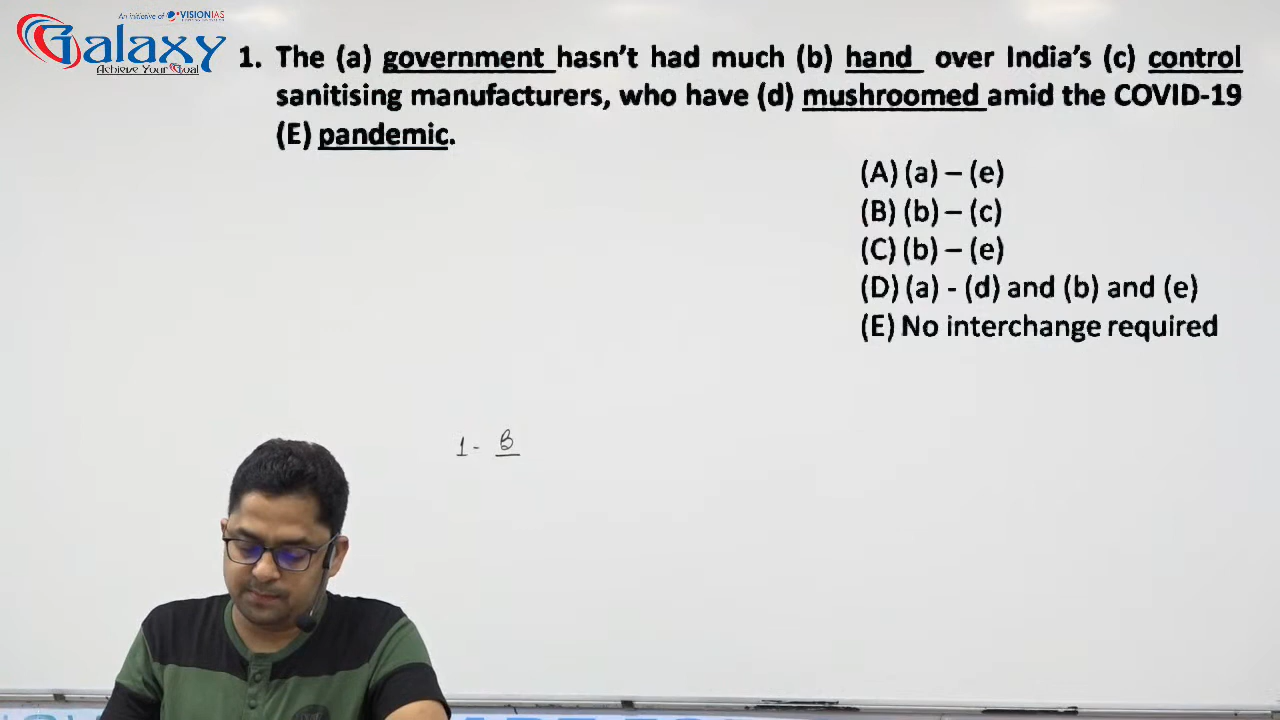 An initiative of VISIONIAS
Galaxy
Achieve Your Goal
1. The (a) government hasn't had much (b) hand over India's (c) control
sanitising manufacturers, who have (d) mushroomed amid the COVID-19
(E) pandemic.
(A) (a) – (e)
(B) (b) – (c)
(C) (b) – (e)
(D) (a) - (d) and (b) and (e)
(E) No interchange required
1 - B